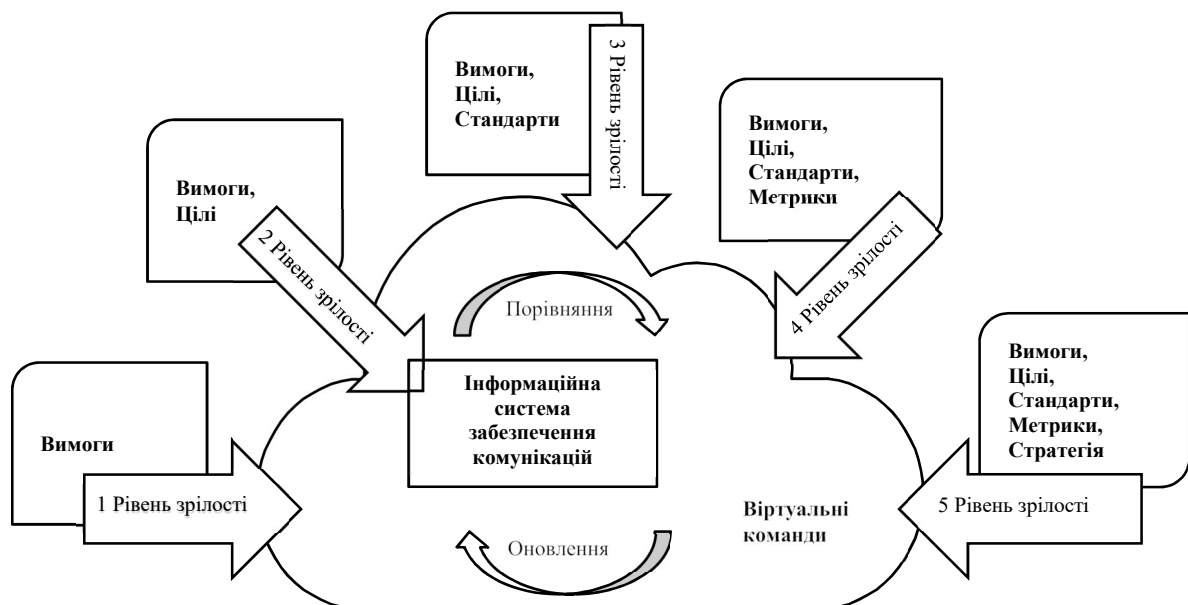 Вимоги,
Цілі,
Стандарти
3 Рівень зрілості
Вимоги,
Цілі,
Стандарти,
Метрики
4 Рівень зрілості
Вимоги,
Цілі
2 Рівень зрілості
Порівняння
Інформаційна
система
забезпечення
комунікацій
Вимоги
1 Рівень зрілості
Вимоги,
Цілі,
Стандарти,
Метрики,
Стратегія
5 Рівень зрілості
Віртуальні
команди
Оновлення